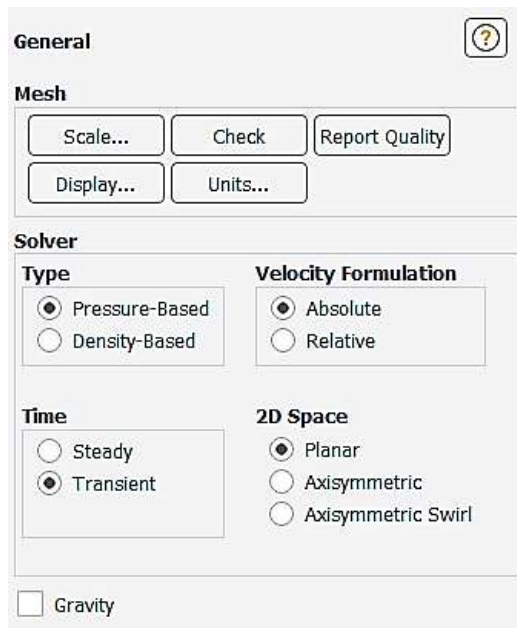 General
?
Mesh
Scale... Check Report Quality
Display... Units...
Solver
Type
Pressure-Based
Density-Based
Velocity Formulation
Absolute
Relative
Time
Steady
Transient
2D Space
Planar
Axisymmetric
Axisymmetric Swirl
Gravity